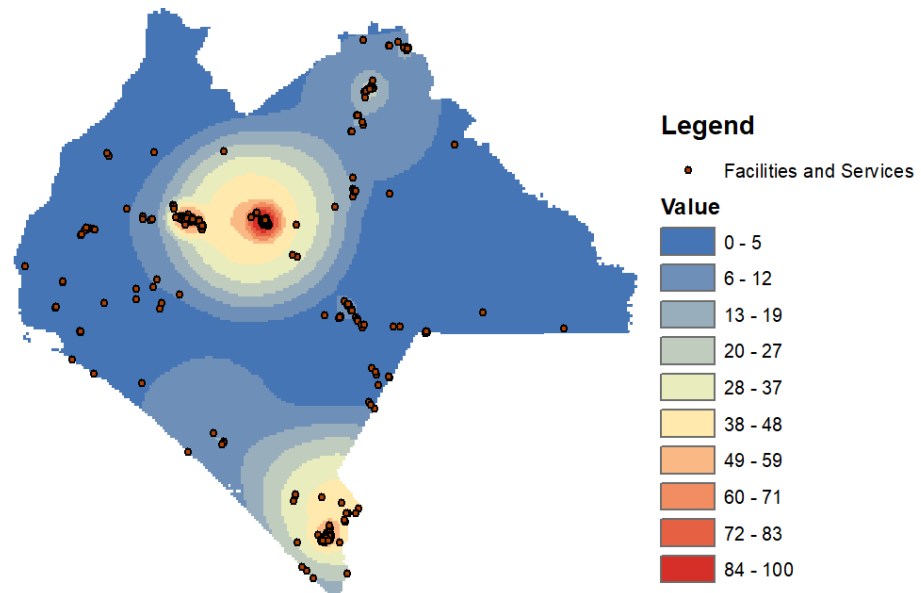 Legend
Facilities and Services
Value
0 - 5
6 - 12
13 - 19
20 - 27
28 - 37
38 - 48
49 - 59
60 - 71
72 - 83
84 - 100